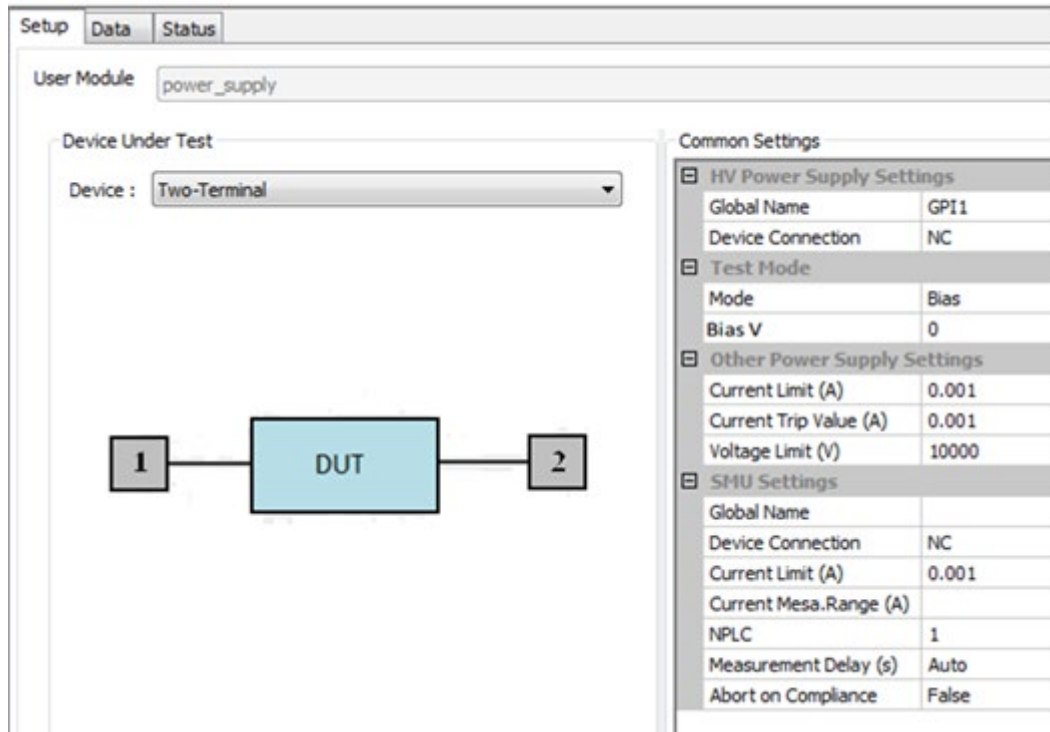 Setup Data Status
User Module power_supply
Device Under Test
Device : Two-Terminal
1 DUT 2
Common Settings
HV Power Supply Settings
Global Name GPI1
Device Connection NC
Test Mode
Mode Bias
Bias V 0
Other Power Supply Settings
Current Limit (A) 0.001
Current Trip Value (A) 0.001
Voltage Limit (V) 10000
SMU Settings
Global Name
Device Connection NC
Current Limit (A) 0.001
Current Mesa.Range (A)
NPLC 1
Measurement Delay (s) Auto
Abort on Compliance False